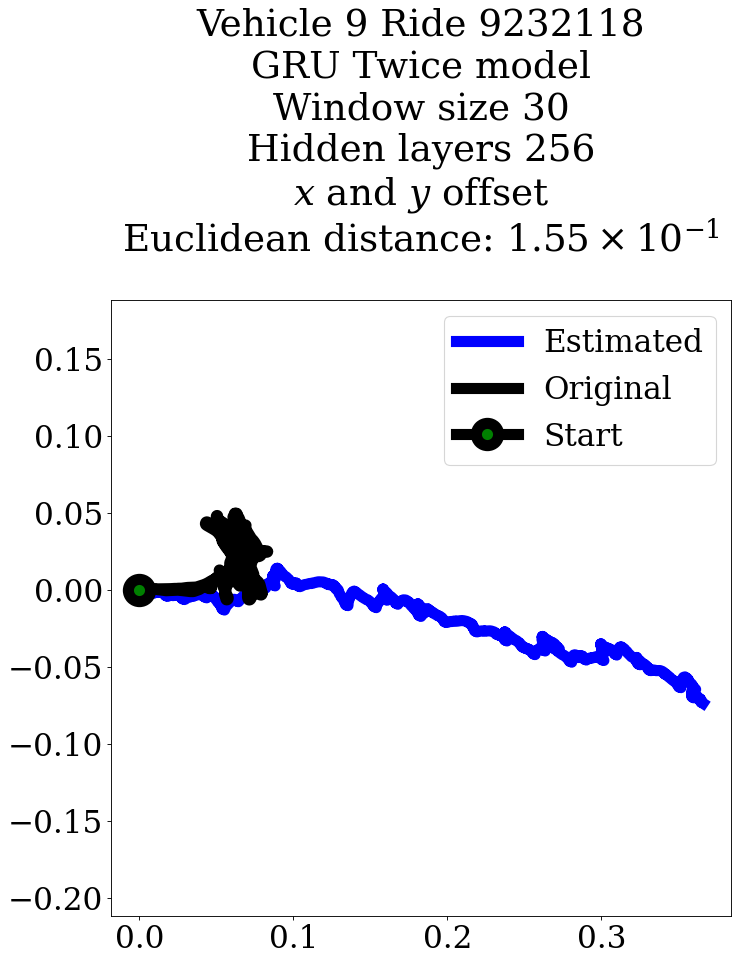 Vehicle 9 Ride 9232118
GRU Twice model
Window size 30
Hidden layers 256
x and y offset
Euclidean distance: 1.55 × 10⁻¹
Estimated
Original
Start
0.15
0.10
0.05
0.00
−0.05
−0.10
−0.15
−0.20
0.0 0.1 0.2 0.3